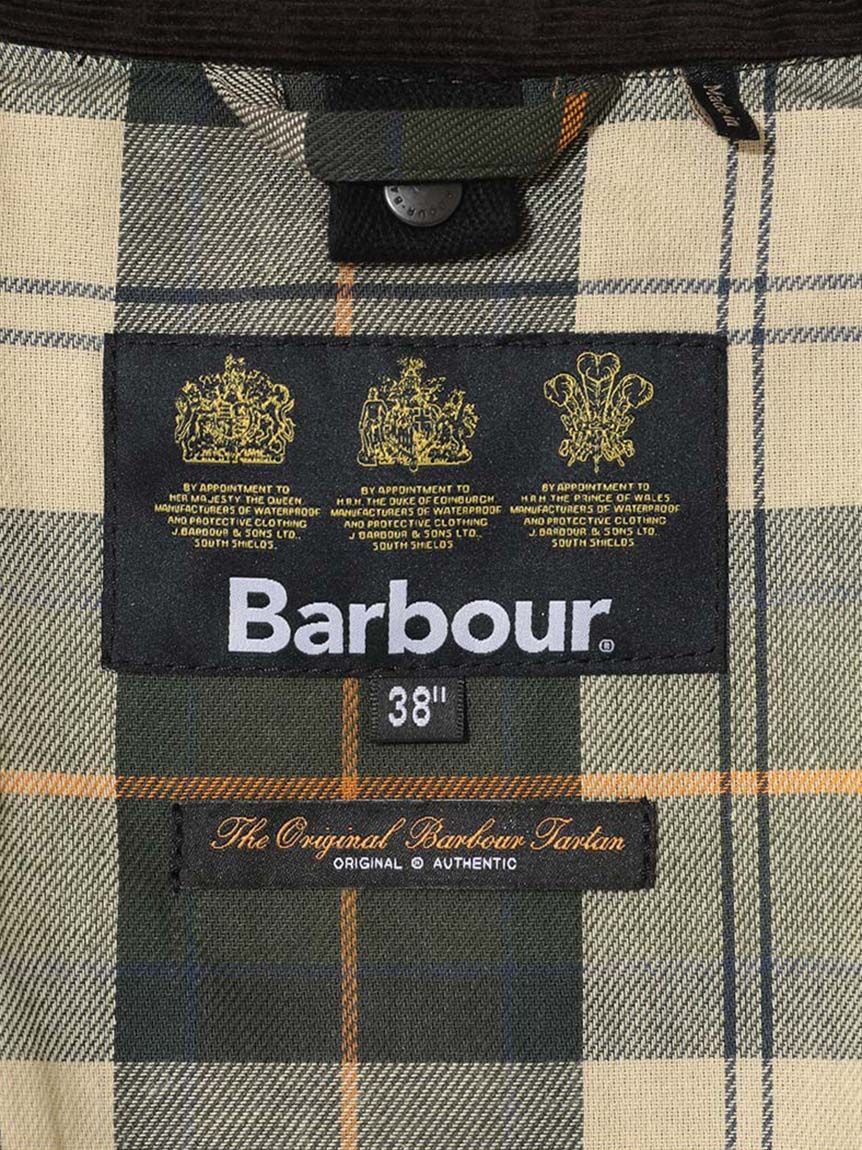 Made in
BY APPOINTMENT TO
HER MAJESTY THE QUEEN
MANUFACTURERS OF WATERPROOF
AND PROTECTIVE CLOTHING
J. BARBOUR & SONS LTD.,
SOUTH SHIELDS.
BY APPOINTMENT TO
H.R.H. THE DUKE OF EDINBURGH
MANUFACTURERS OF WATERPROOF
AND PROTECTIVE CLOTHING
J. BARBOUR & SONS LTD.,
SOUTH SHIELDS.
BY APPOINTMENT TO
H.R.H. THE PRINCE OF WALES
MANUFACTURERS OF WATERPROOF
AND PROTECTIVE CLOTHING
J. BARBOUR & SONS LTD.,
SOUTH SHIELDS.
Barbour®
38"
The Original Barbour Tartan
ORIGINAL ® AUTHENTIC